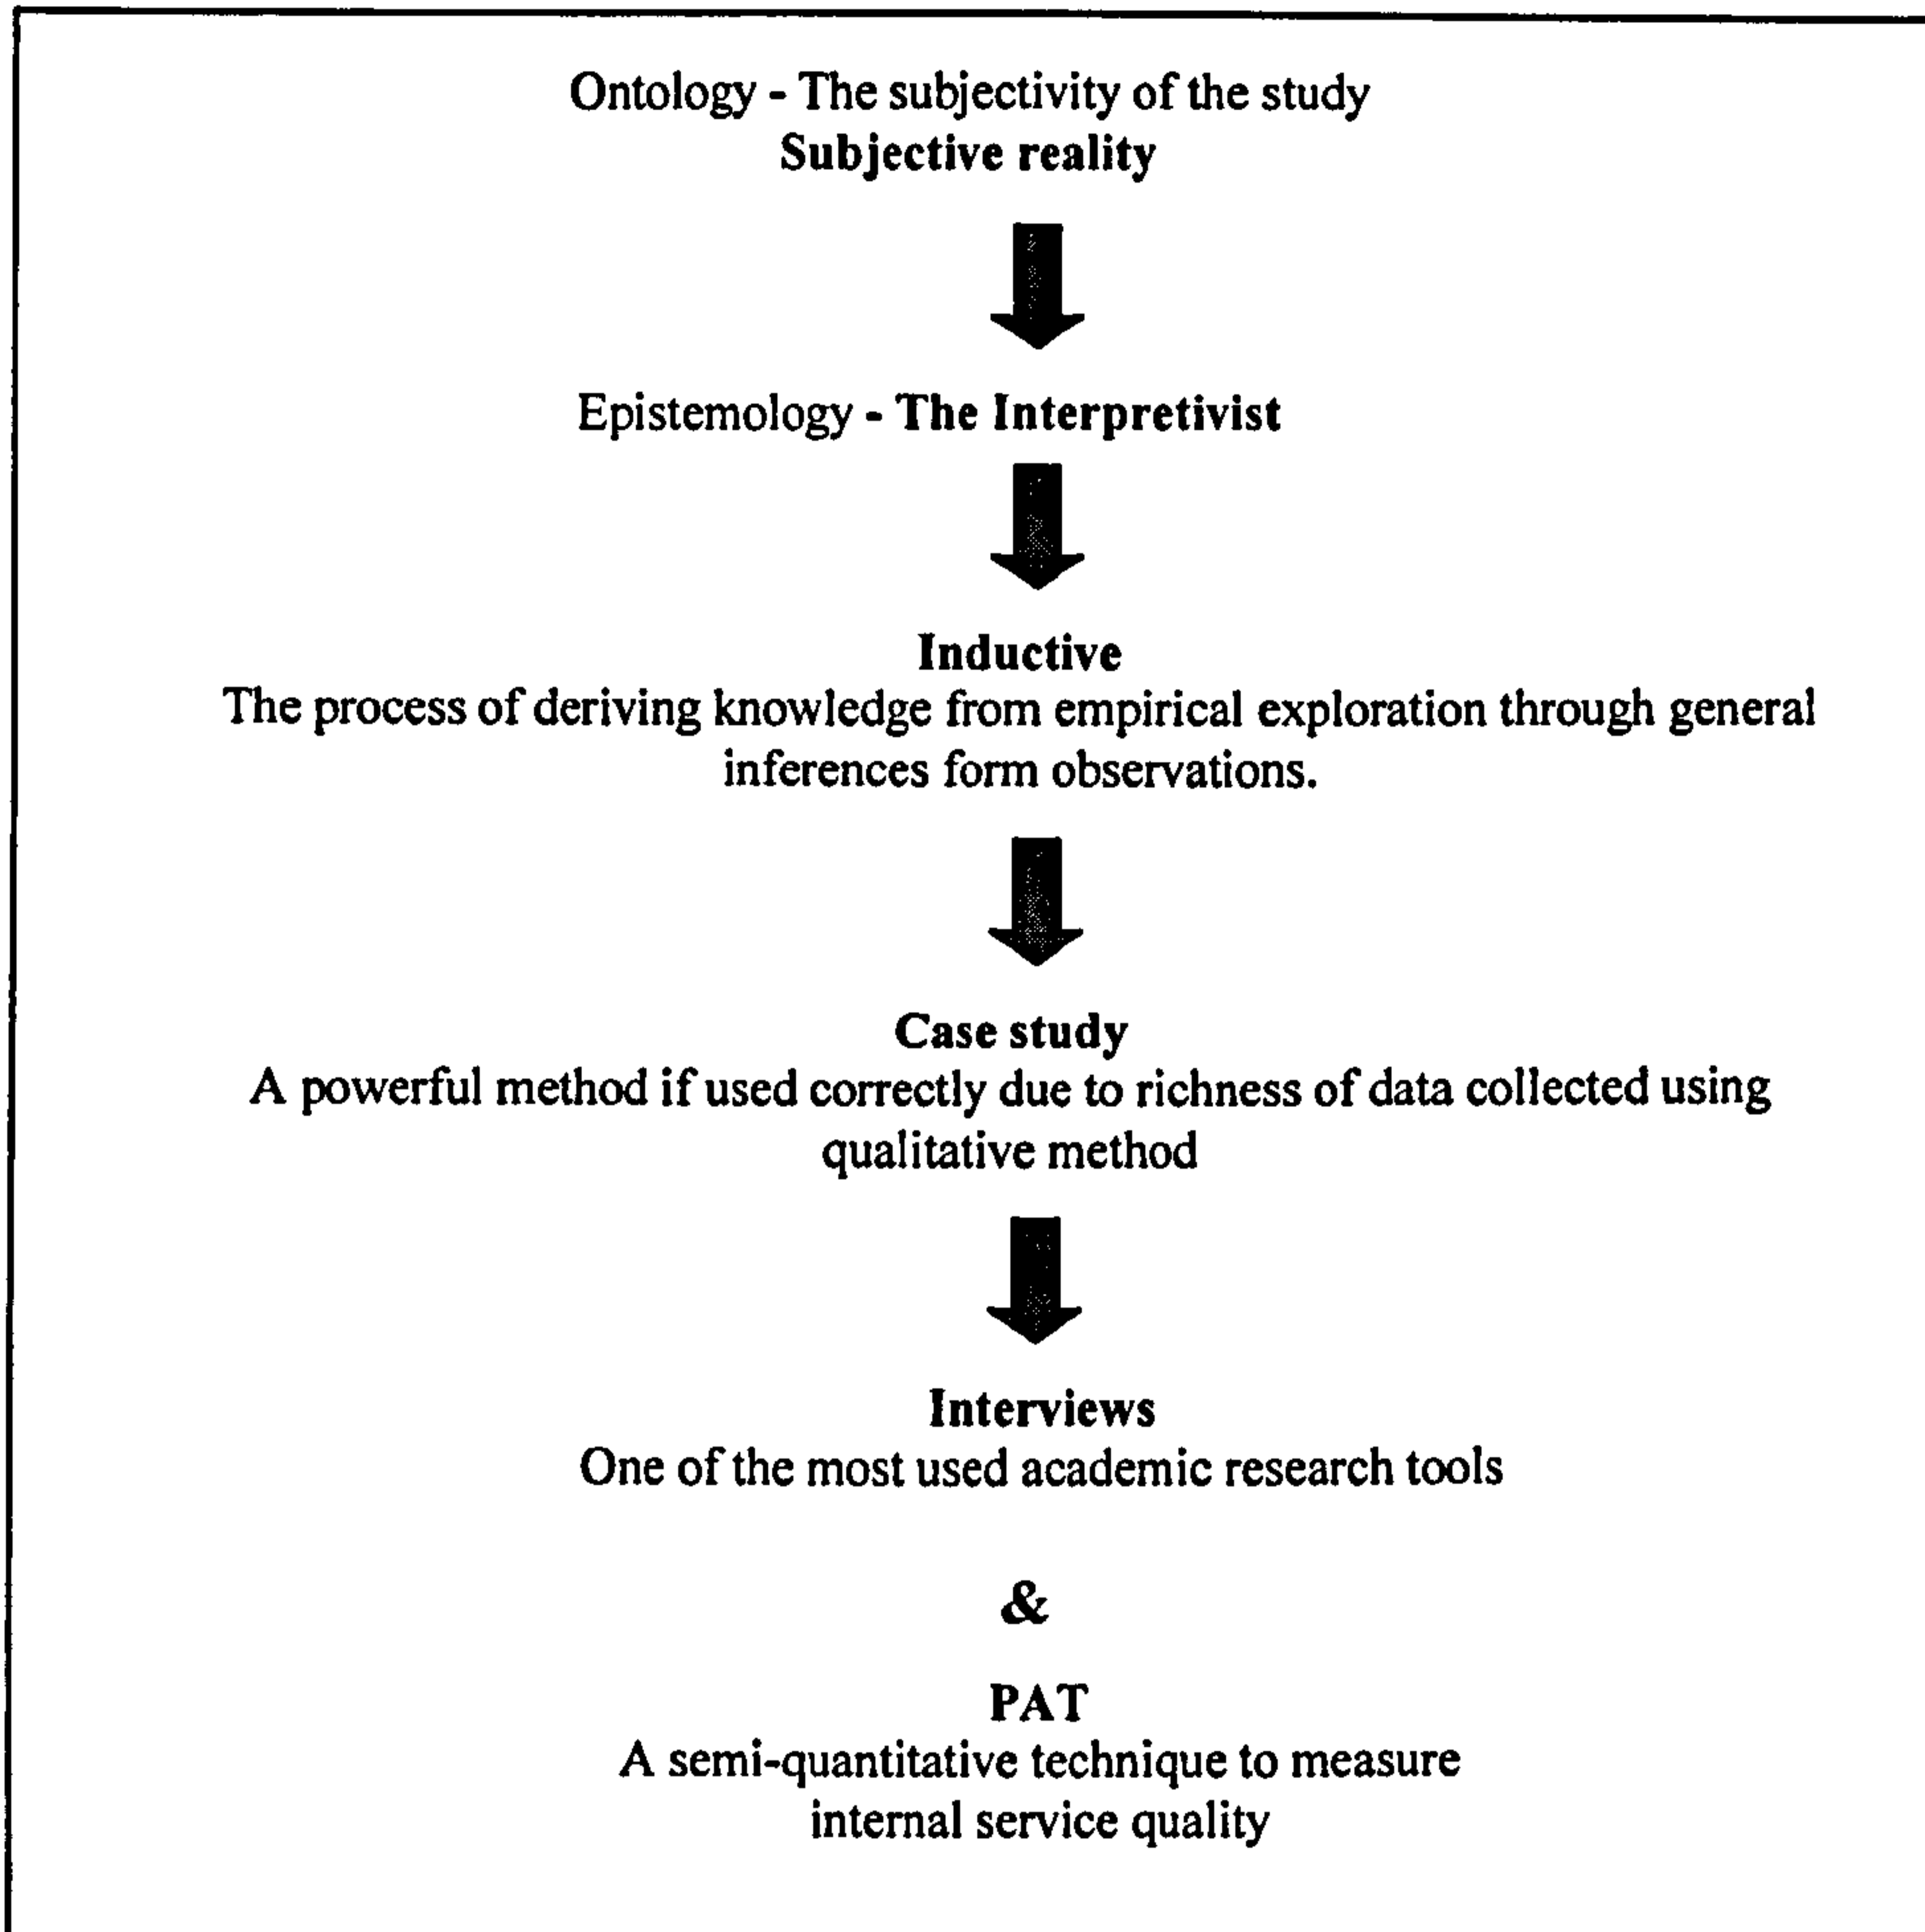 Ontology - The subjectivity of the study
Subjective reality
Epistemology - The Interpretivist
Inductive
The process of deriving knowledge from empirical exploration through general
inferences form observations.
Case study
A powerful method if used correctly due to richness of data collected using
qualitative method
Interviews
One of the most used academic research tools
&
PAT
A semi-quantitative technique to measure
internal service quality